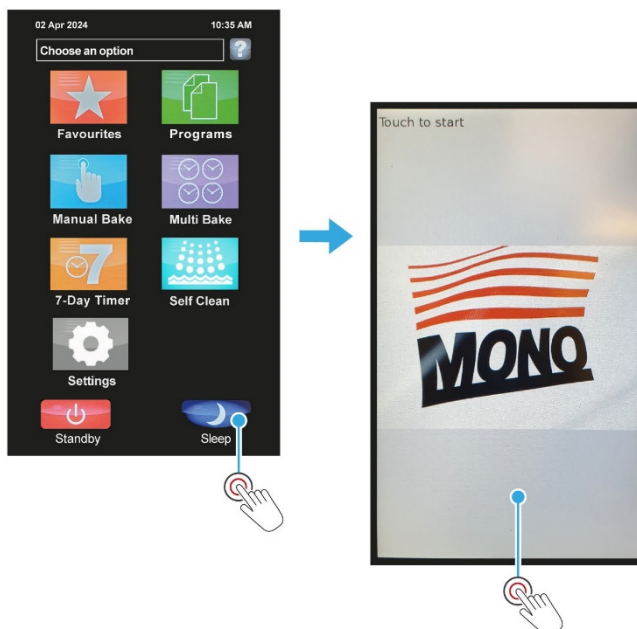 02 Apr 2024 10:35 AM
Choose an option ?
Favourites Programs
Manual Bake Multi Bake
7
7-Day Timer Self Clean
Settings
Standby Sleep
Touch to start
MONO